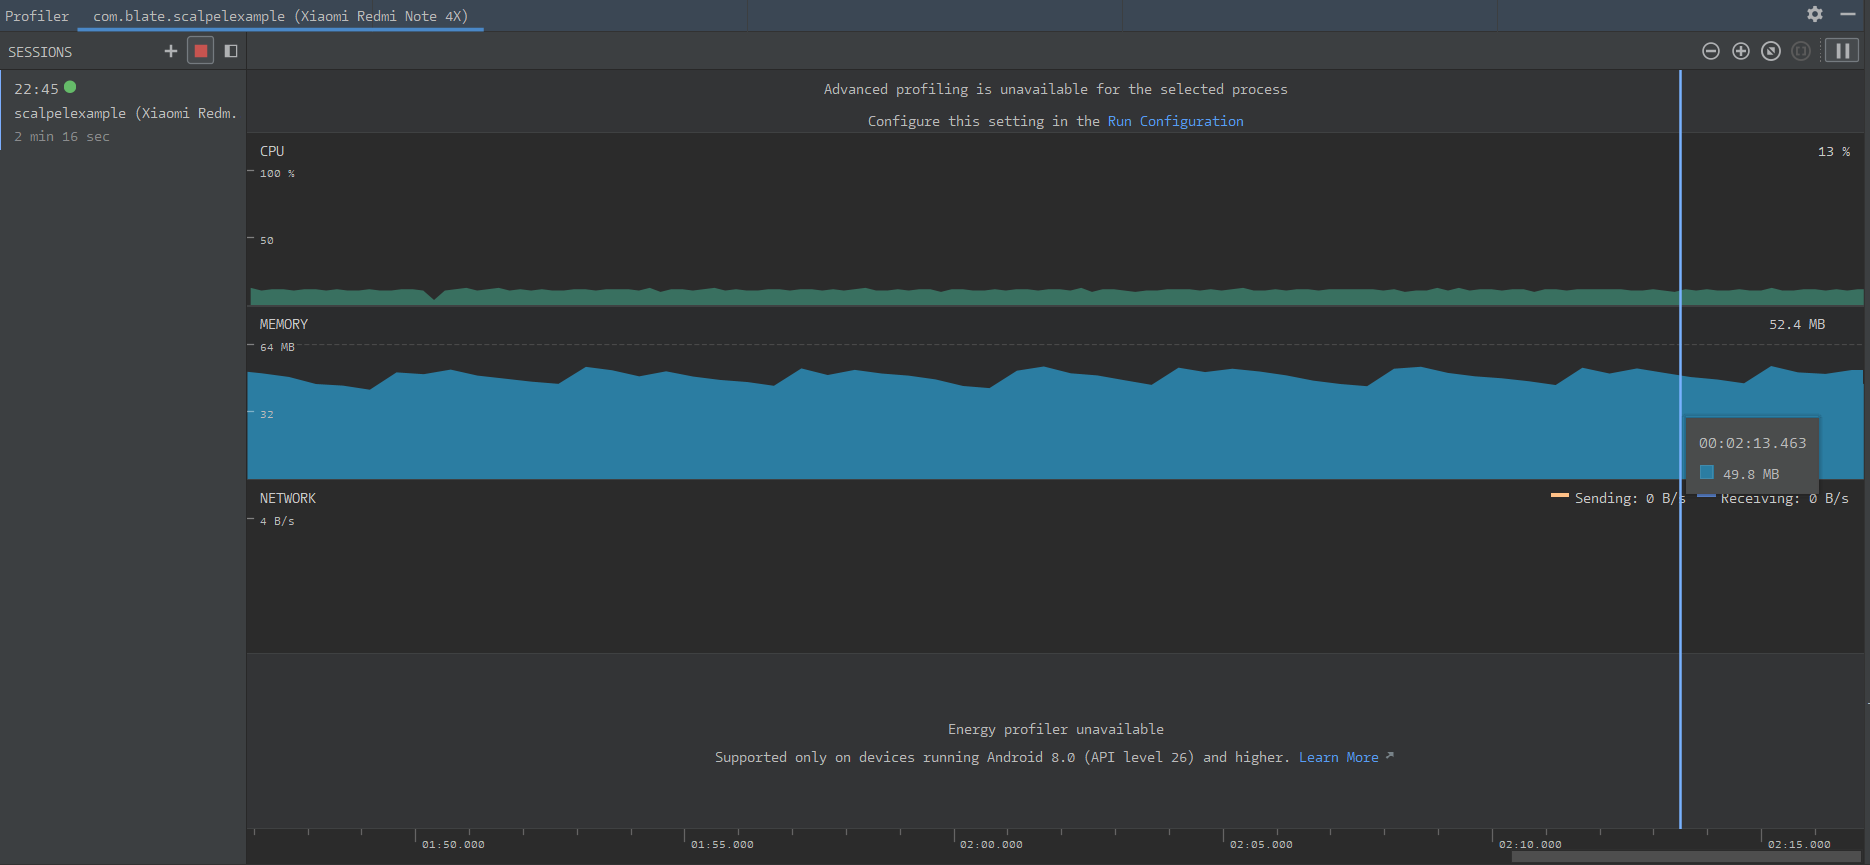 Profiler com.blate.scalpelexample (Xiaomi Redmi Note 4X)
SESSIONS
22:45
scalpelexample (Xiaomi Redm.
2 min 16 sec
Advanced profiling is unavailable for the selected process
Configure this setting in the Run Configuration
CPU 13 %
100 %
50
MEMORY 52.4 MB
64 MB
32
00:02:13.463
49.8 MB
NETWORK Sending: 0 B/s Receiving: 0 B/s
4 B/s
Energy profiler unavailable
Supported only on devices running Android 8.0 (API level 26) and higher. Learn More
01:50.000 01:55.000 02:00.000 02:05.000 02:10.000 02:15.000